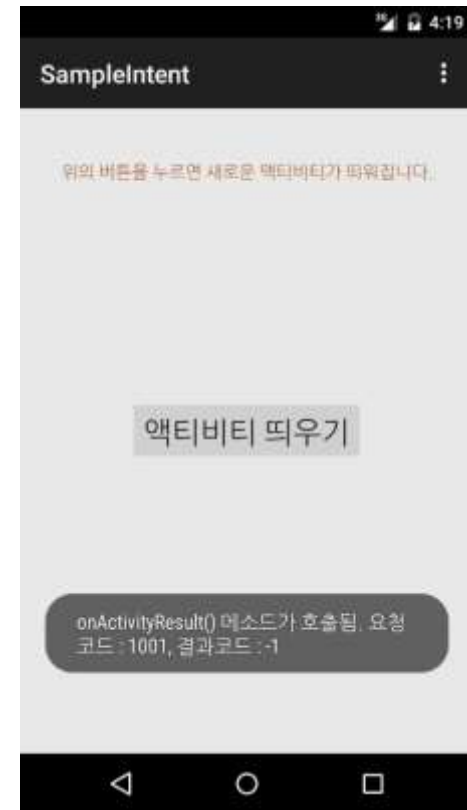 3G 4:19
SampleIntent
위의 버튼을 누르면 새로운 액티비티가 띄워집니다.
액티비티 띄우기
onActivityResult() 메소드가 호출됨. 요청
코드 : 1001, 결과코드 : -1